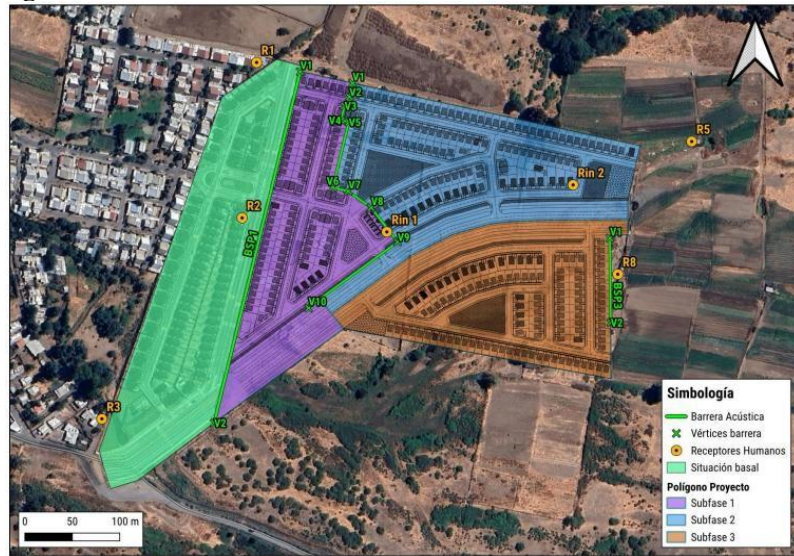 R1
V1
V1
V2
V3
V4
V5
R5
V6
V7
Rin 2
V8
R2
Rin 1
V9
V1
BSP1
R8
BSP3
V10
V2
R3
V2
Simbología
Barrera Acústica
Vértices barrera
Receptores Humanos
Situación basal
Polígono Proyecto
Subfase 1
Subfase 2
Subfase 3
0 50 100 m